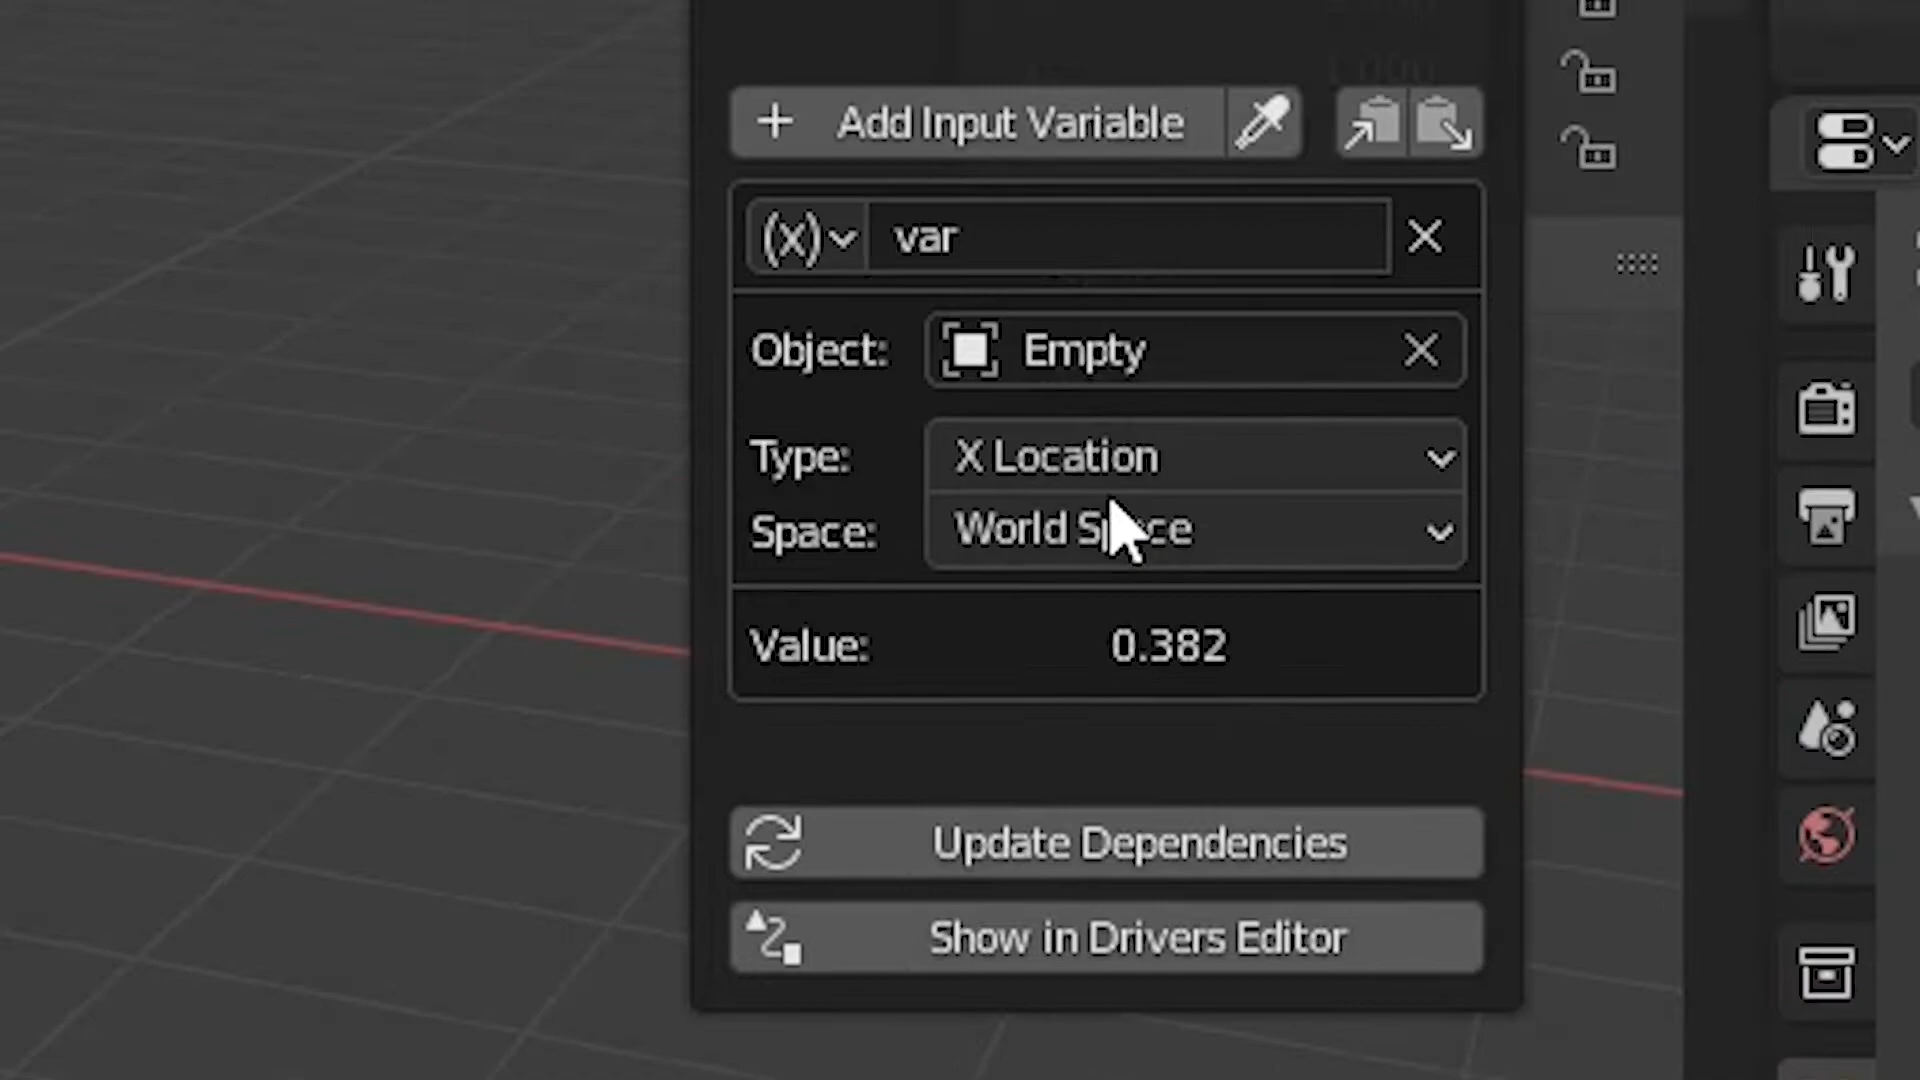 Add Input Variable
(x) var
Object: Empty
Type: X Location
Space: World Space
Value: 0.382
Update Dependencies
Show in Drivers Editor